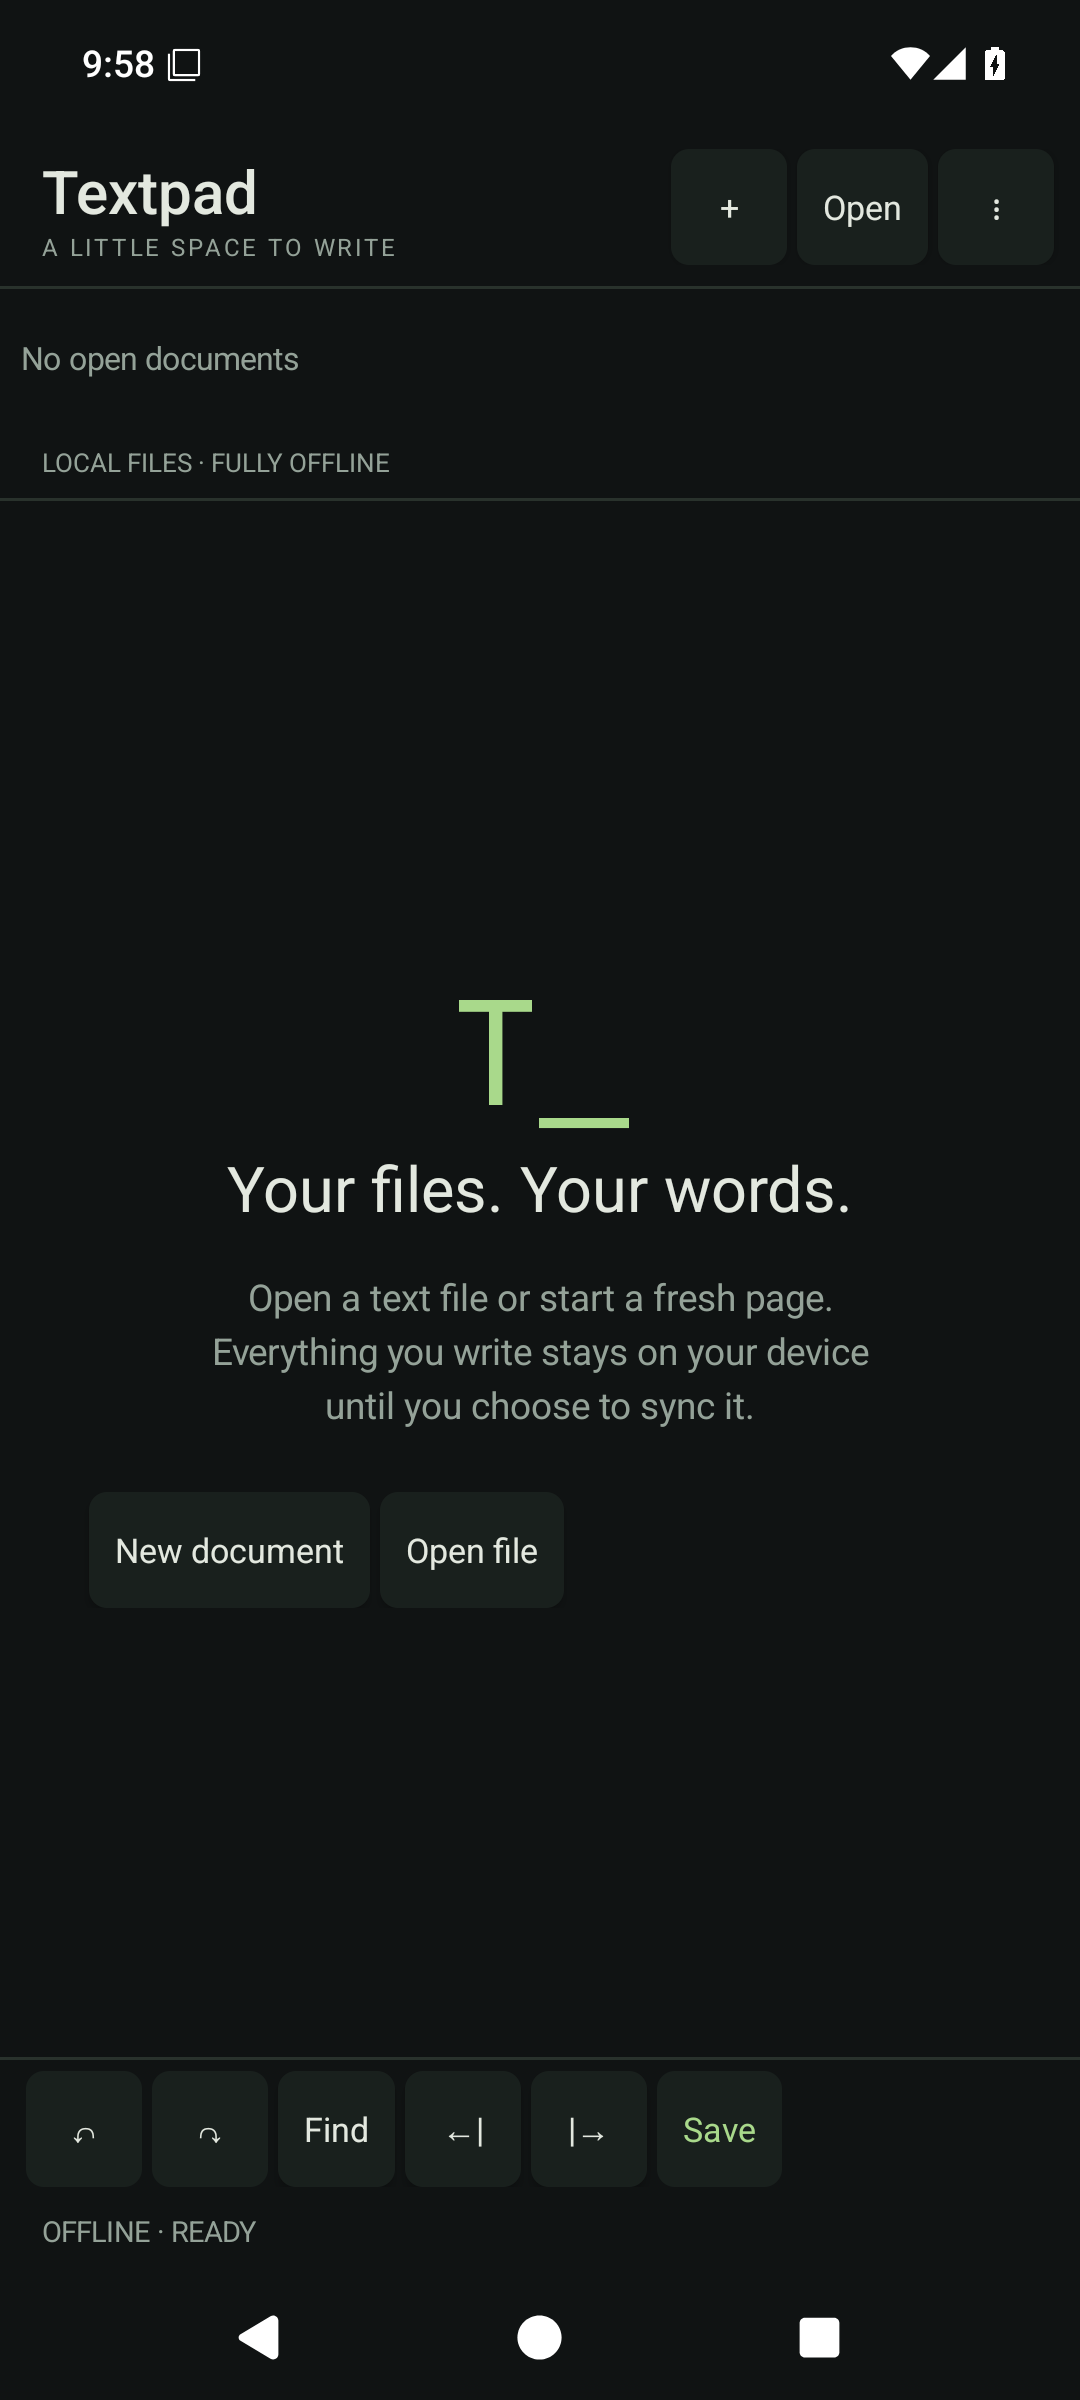 9:58
Textpad
A LITTLE SPACE TO WRITE
+ Open ⋮
No open documents
LOCAL FILES · FULLY OFFLINE
T_
Your files. Your words.
Open a text file or start a fresh page.
Everything you write stays on your device
until you choose to sync it.
New document Open file
↶ ↷ Find ←| |→ Save
OFFLINE · READY